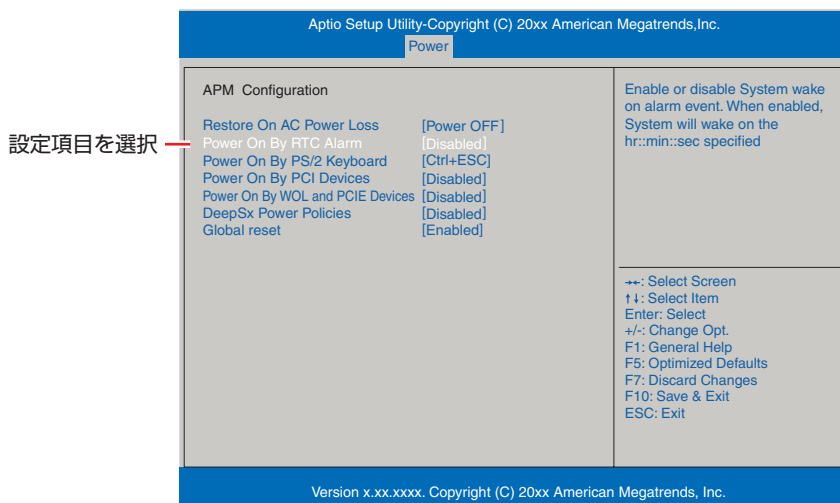 Aptio Setup Utility-Copyright (C) 20xx American Megatrends,Inc.
Power
APM Configuration
Restore On AC Power Loss [Power OFF]
設定項目を選択
Power On By RTC Alarm [Disabled]
Power On By PS/2 Keyboard [Ctrl+ESC]
Power On By PCI Devices [Disabled]
Power On By WOL and PCIE Devices [Disabled]
DeepSx Power Policies [Disabled]
Global reset [Enabled]
Enable or disable System wake
on alarm event. When enabled,
System will wake on the
hr::min::sec specified
→←: Select Screen
↑↓: Select Item
Enter: Select
+/-: Change Opt.
F1: General Help
F5: Optimized Defaults
F7: Discard Changes
F10: Save & Exit
ESC: Exit
Version x.xx.xxxx. Copyright (C) 20xx American Megatrends, Inc.